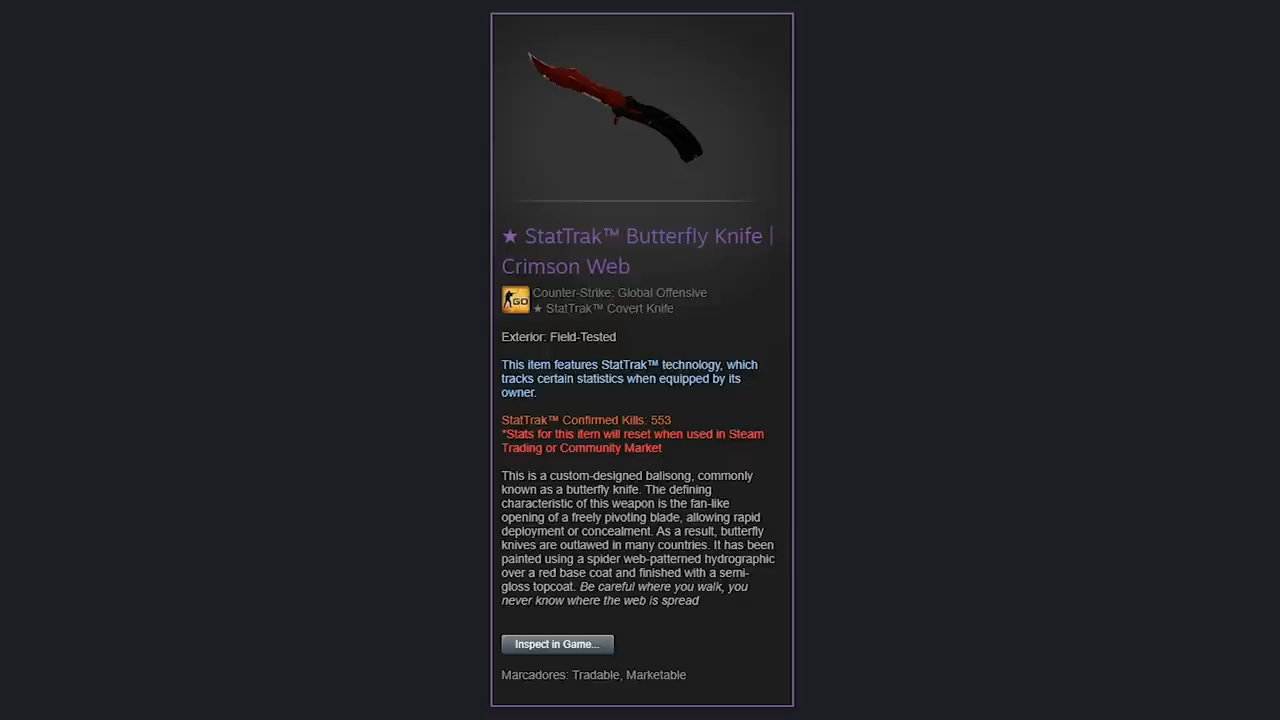 ★ StatTrak™ Butterfly Knife |
Crimson Web
GO
Counter-Strike: Global Offensive
★ StatTrak™ Covert Knife
Exterior: Field-Tested
This item features StatTrak™ technology, which
tracks certain statistics when equipped by its
owner.
StatTrak™ Confirmed Kills: 553
*Stats for this item will reset when used in Steam
Trading or Community Market
This is a custom-designed balisong, commonly
known as a butterfly knife. The defining
characteristic of this weapon is the fan-like
opening of a freely pivoting blade, allowing rapid
deployment or concealment. As a result, butterfly
knives are outlawed in many countries. It has been
painted using a spider web-patterned hydrographic
over a red base coat and finished with a semi-
gloss topcoat. Be careful where you walk, you
never know where the web is spread
Inspect in Game...
Marcadores: Tradable, Marketable